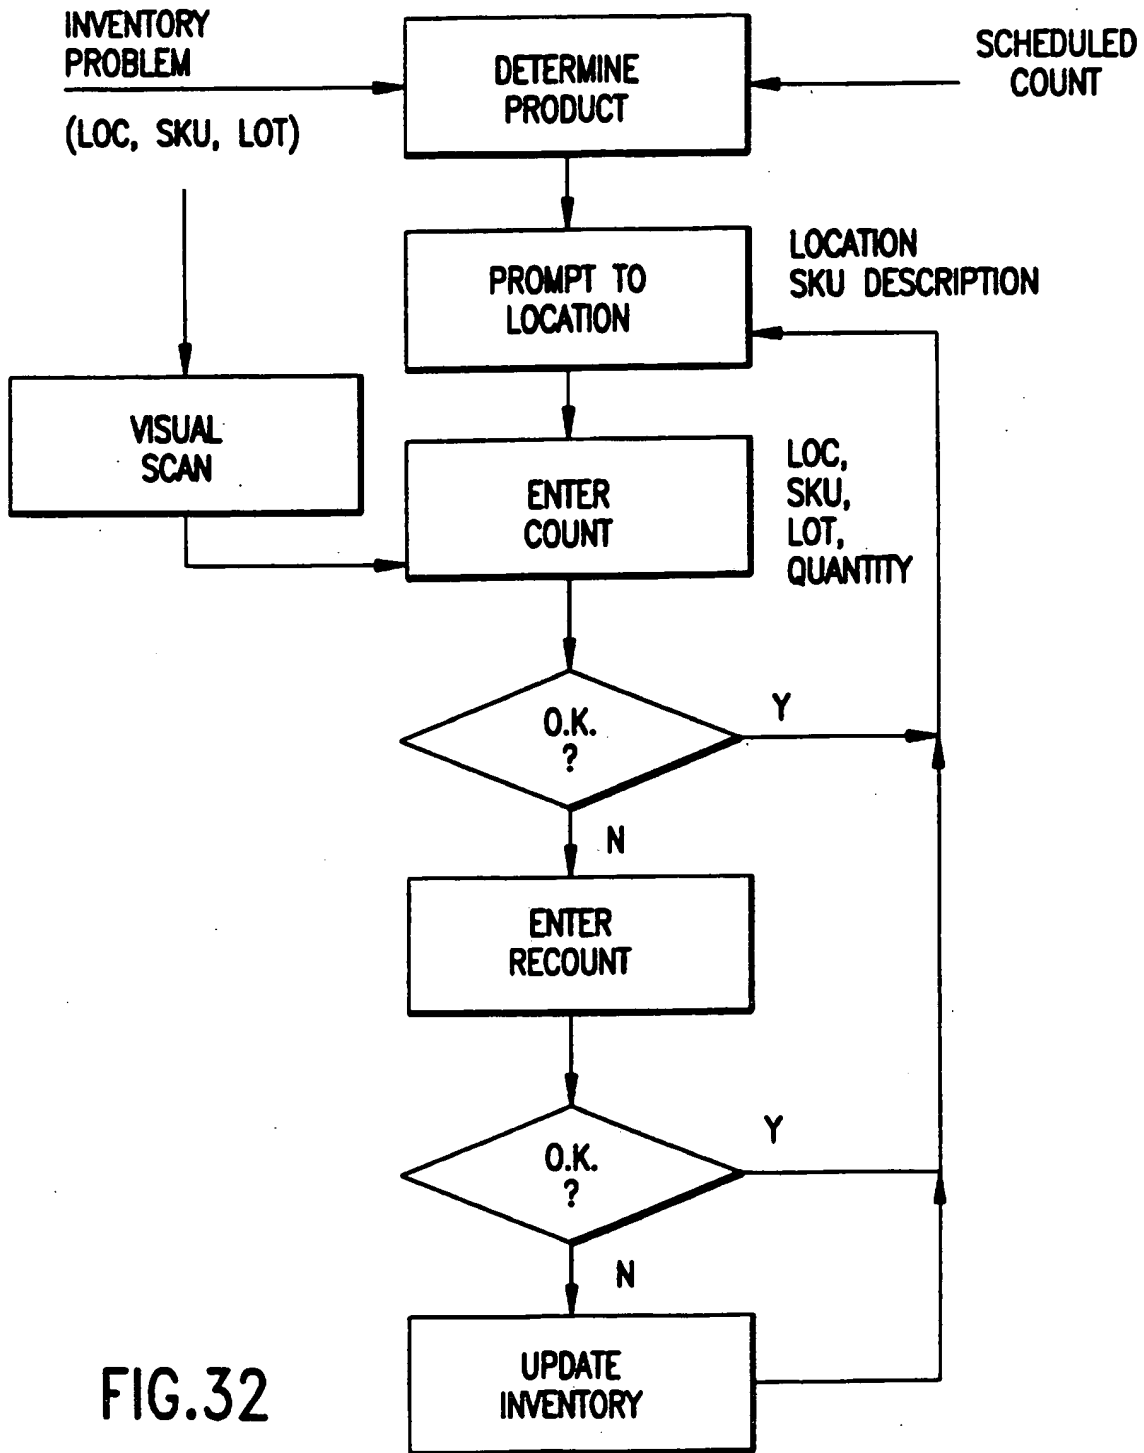 INVENTORY
PROBLEM
(LOC, SKU, LOT)
DETERMINE
PRODUCT
SCHEDULED
COUNT
PROMPT TO
LOCATION
LOCATION
SKU DESCRIPTION
VISUAL
SCAN
ENTER
COUNT
LOC,
SKU,
LOT,
QUANTITY
O.K.
?
Y
N
ENTER
RECOUNT
O.K.
?
Y
N
UPDATE
INVENTORY
FIG.32